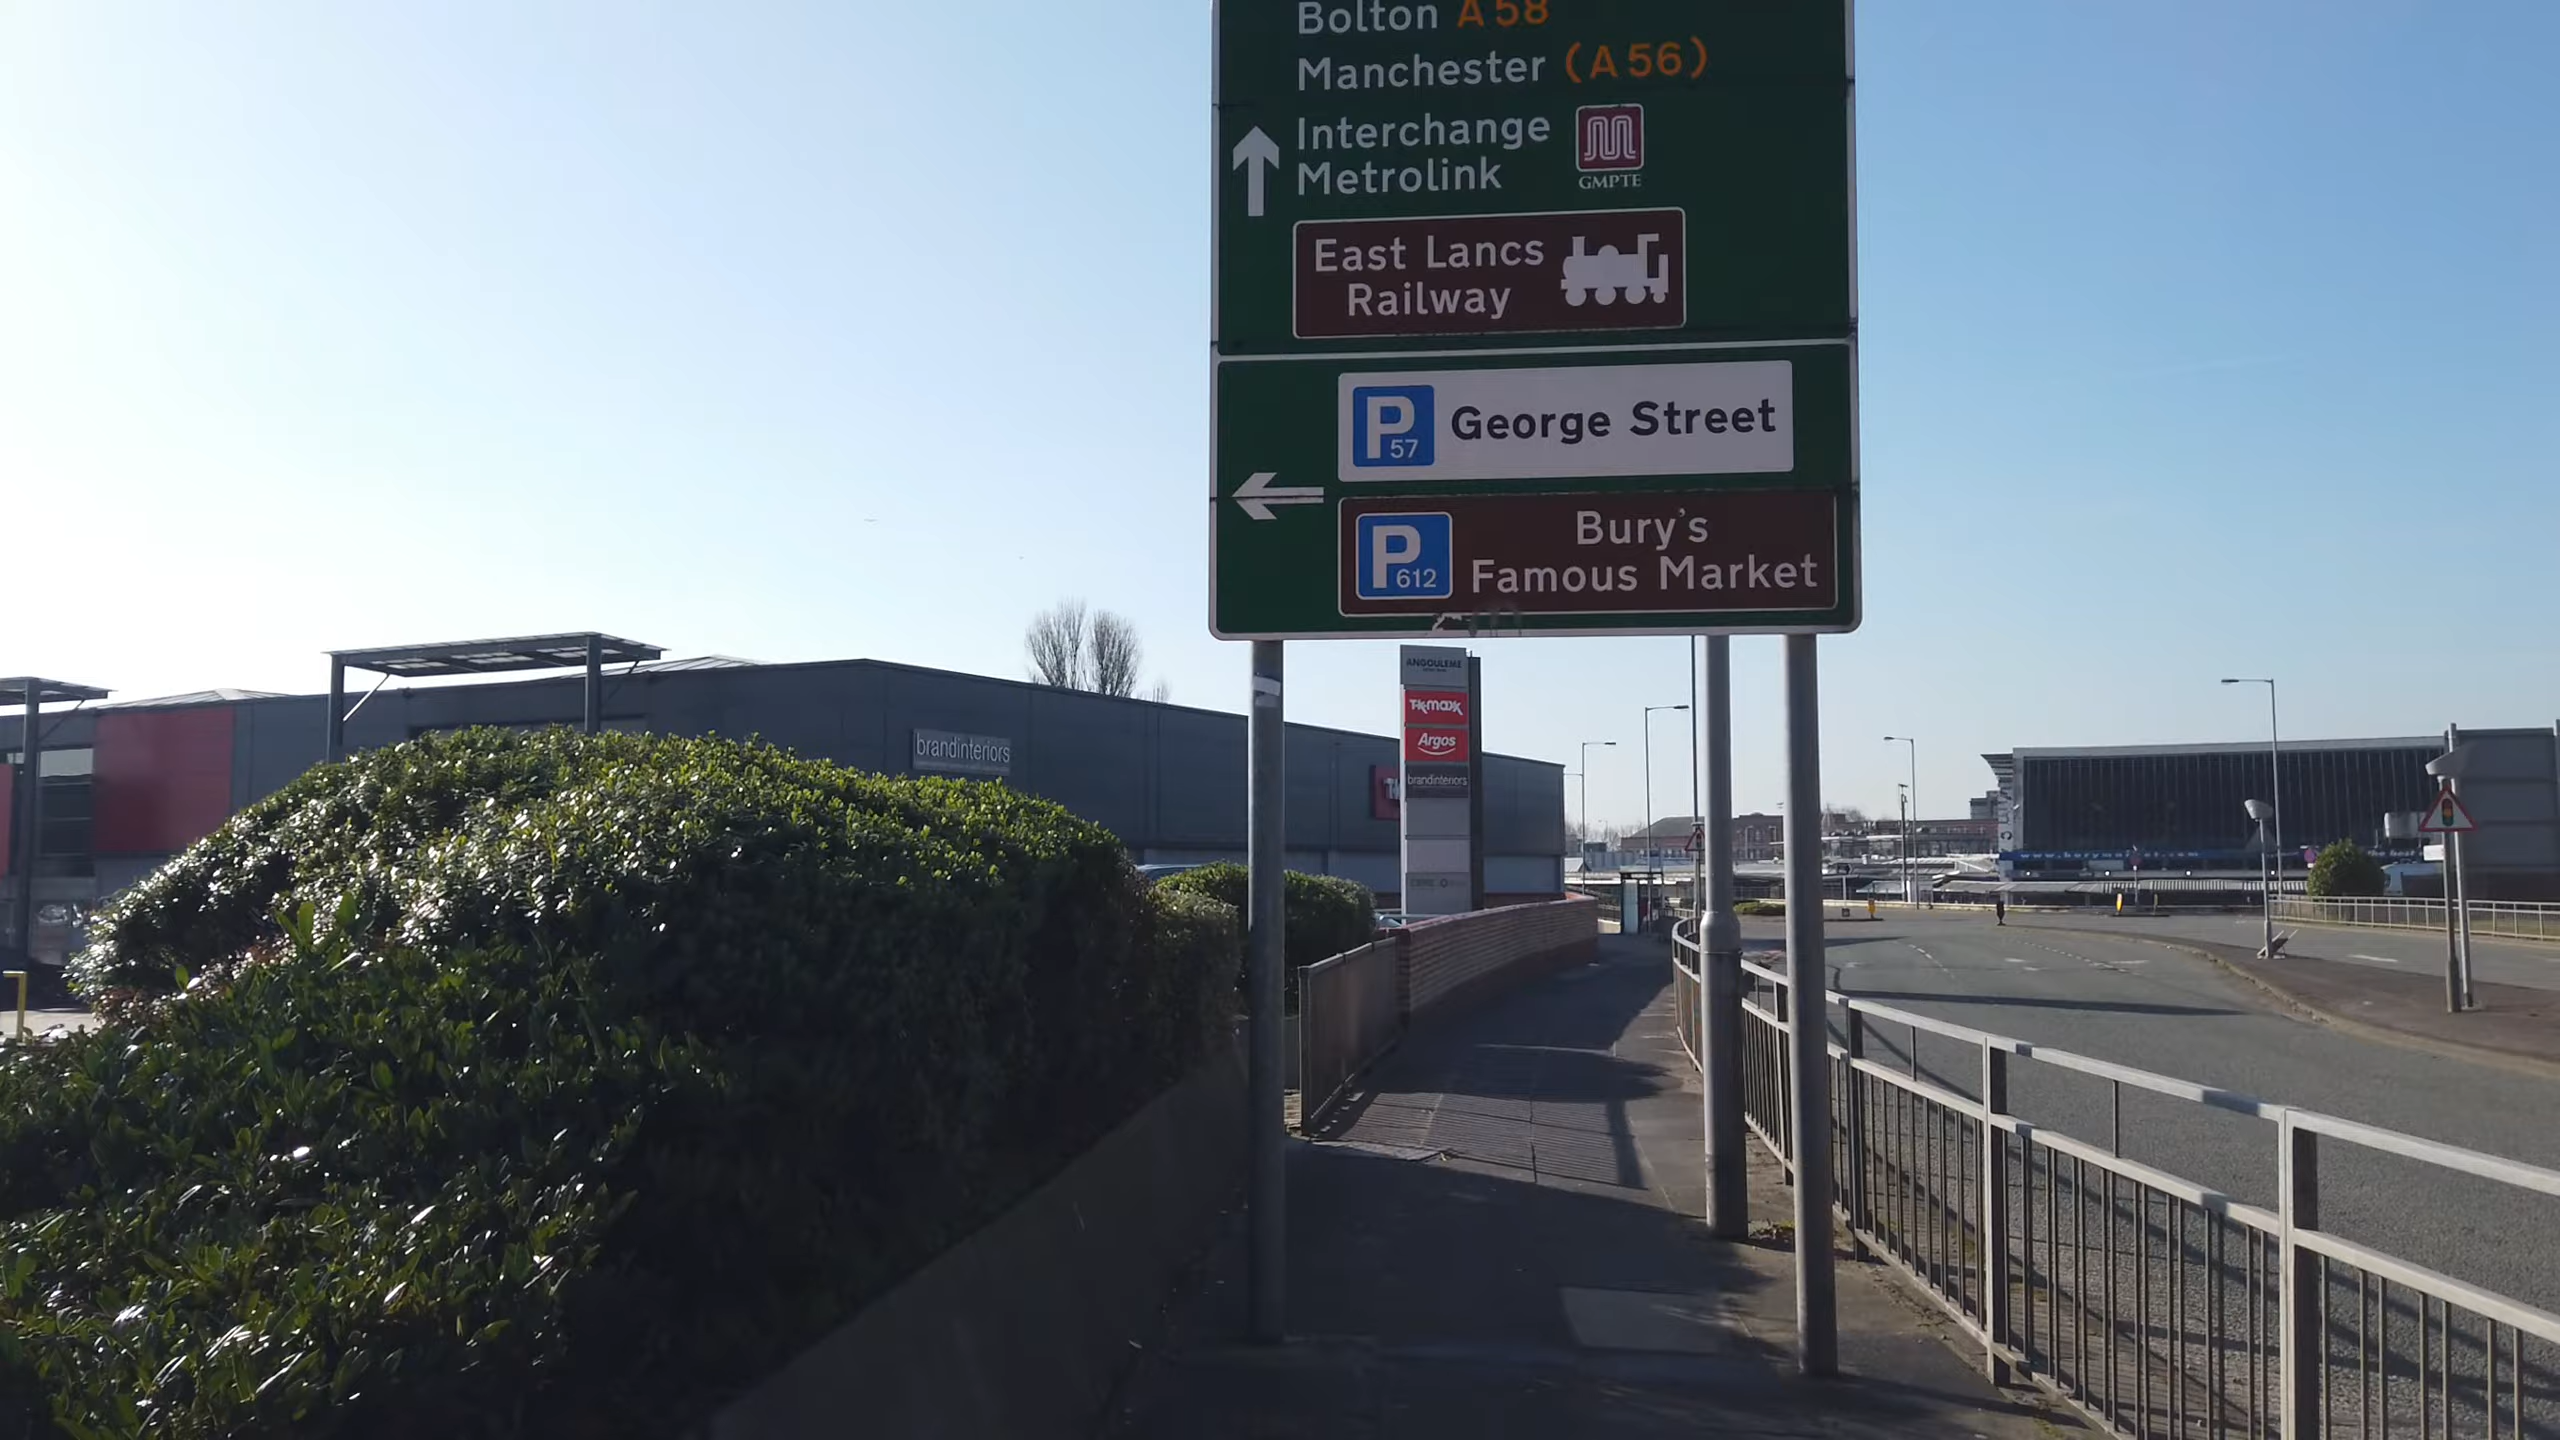 Bolton A58
Manchester (A56)
Interchange
Metrolink
GMPTE
East Lancs
Railway
P 57
George Street
P 612
Bury's
Famous Market
ANGOULEME
TK maxx
Argos
brandinteriors
brandinteriors